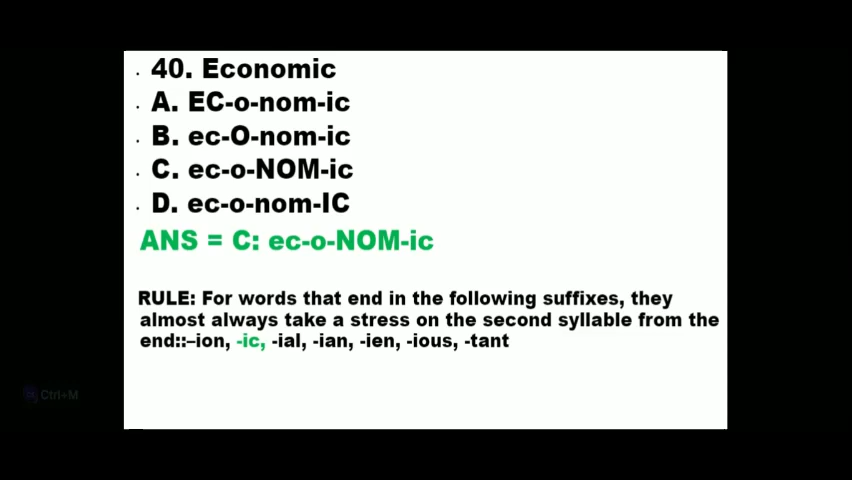 40. Economic
A. EC-o-nom-ic
B. ec-O-nom-ic
C. ec-o-NOM-ic
D. ec-o-nom-IC
ANS = C: ec-o-NOM-ic
RULE: For words that end in the following suffixes, they
almost always take a stress on the second syllable from the
end::–ion, -ic, -ial, -ian, -ien, -ious, -tant
Ctrl+M